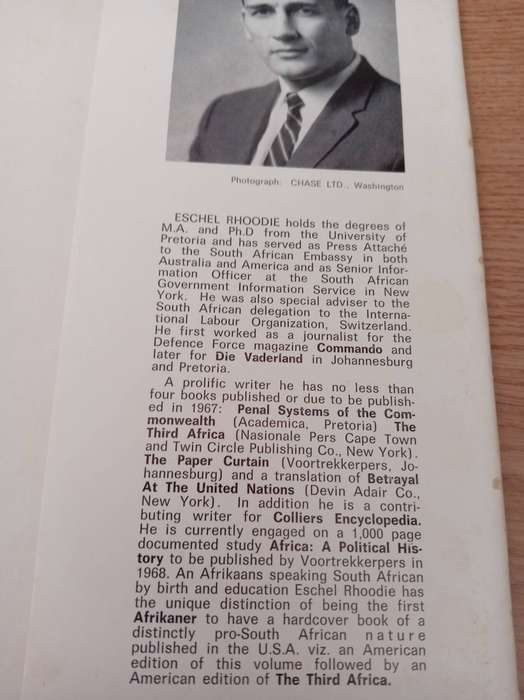 Photograph: CHASE LTD., Washington
ESCHEL RHOODIE holds the degrees of
M.A. and Ph.D from the University of
Pretoria and has served as Press Attaché
to the South African Embassy in both
Australia and America and as Senior Infor-
mation Officer at the South African
Government Information Service in New
York. He was also special adviser to the
South African delegation to the Interna-
tional Labour Organization, Switzerland.
He first worked as a journalist for the
Defence Force magazine Commando and
later for Die Vaderland in Johannesburg
and Pretoria.
A prolific writer he has no less than
four books published or due to be publish-
ed in 1967: Penal Systems of the Com-
monwealth (Academica, Pretoria) The
Third Africa (Nasionale Pers Cape Town
and Twin Circle Publishing Co., New York).
The Paper Curtain (Voortrekkerpers, Jo-
hannesburg) and a translation of Betrayal
At The United Nations (Devin Adair Co.,
New York). In addition he is a contri-
buting writer for Colliers Encyclopedia.
He is currently engaged on a 1,000 page
documented study Africa: A Political His-
tory to be published by Voortrekkerpers in
1968. An Afrikaans speaking South African
by birth and education Eschel Rhoodie has
the unique distinction of being the first
Afrikaner to have a hardcover book of a
distinctly pro-South African nature
published in the U.S.A. viz. an American
edition of this volume followed by an
American edition of The Third Africa.